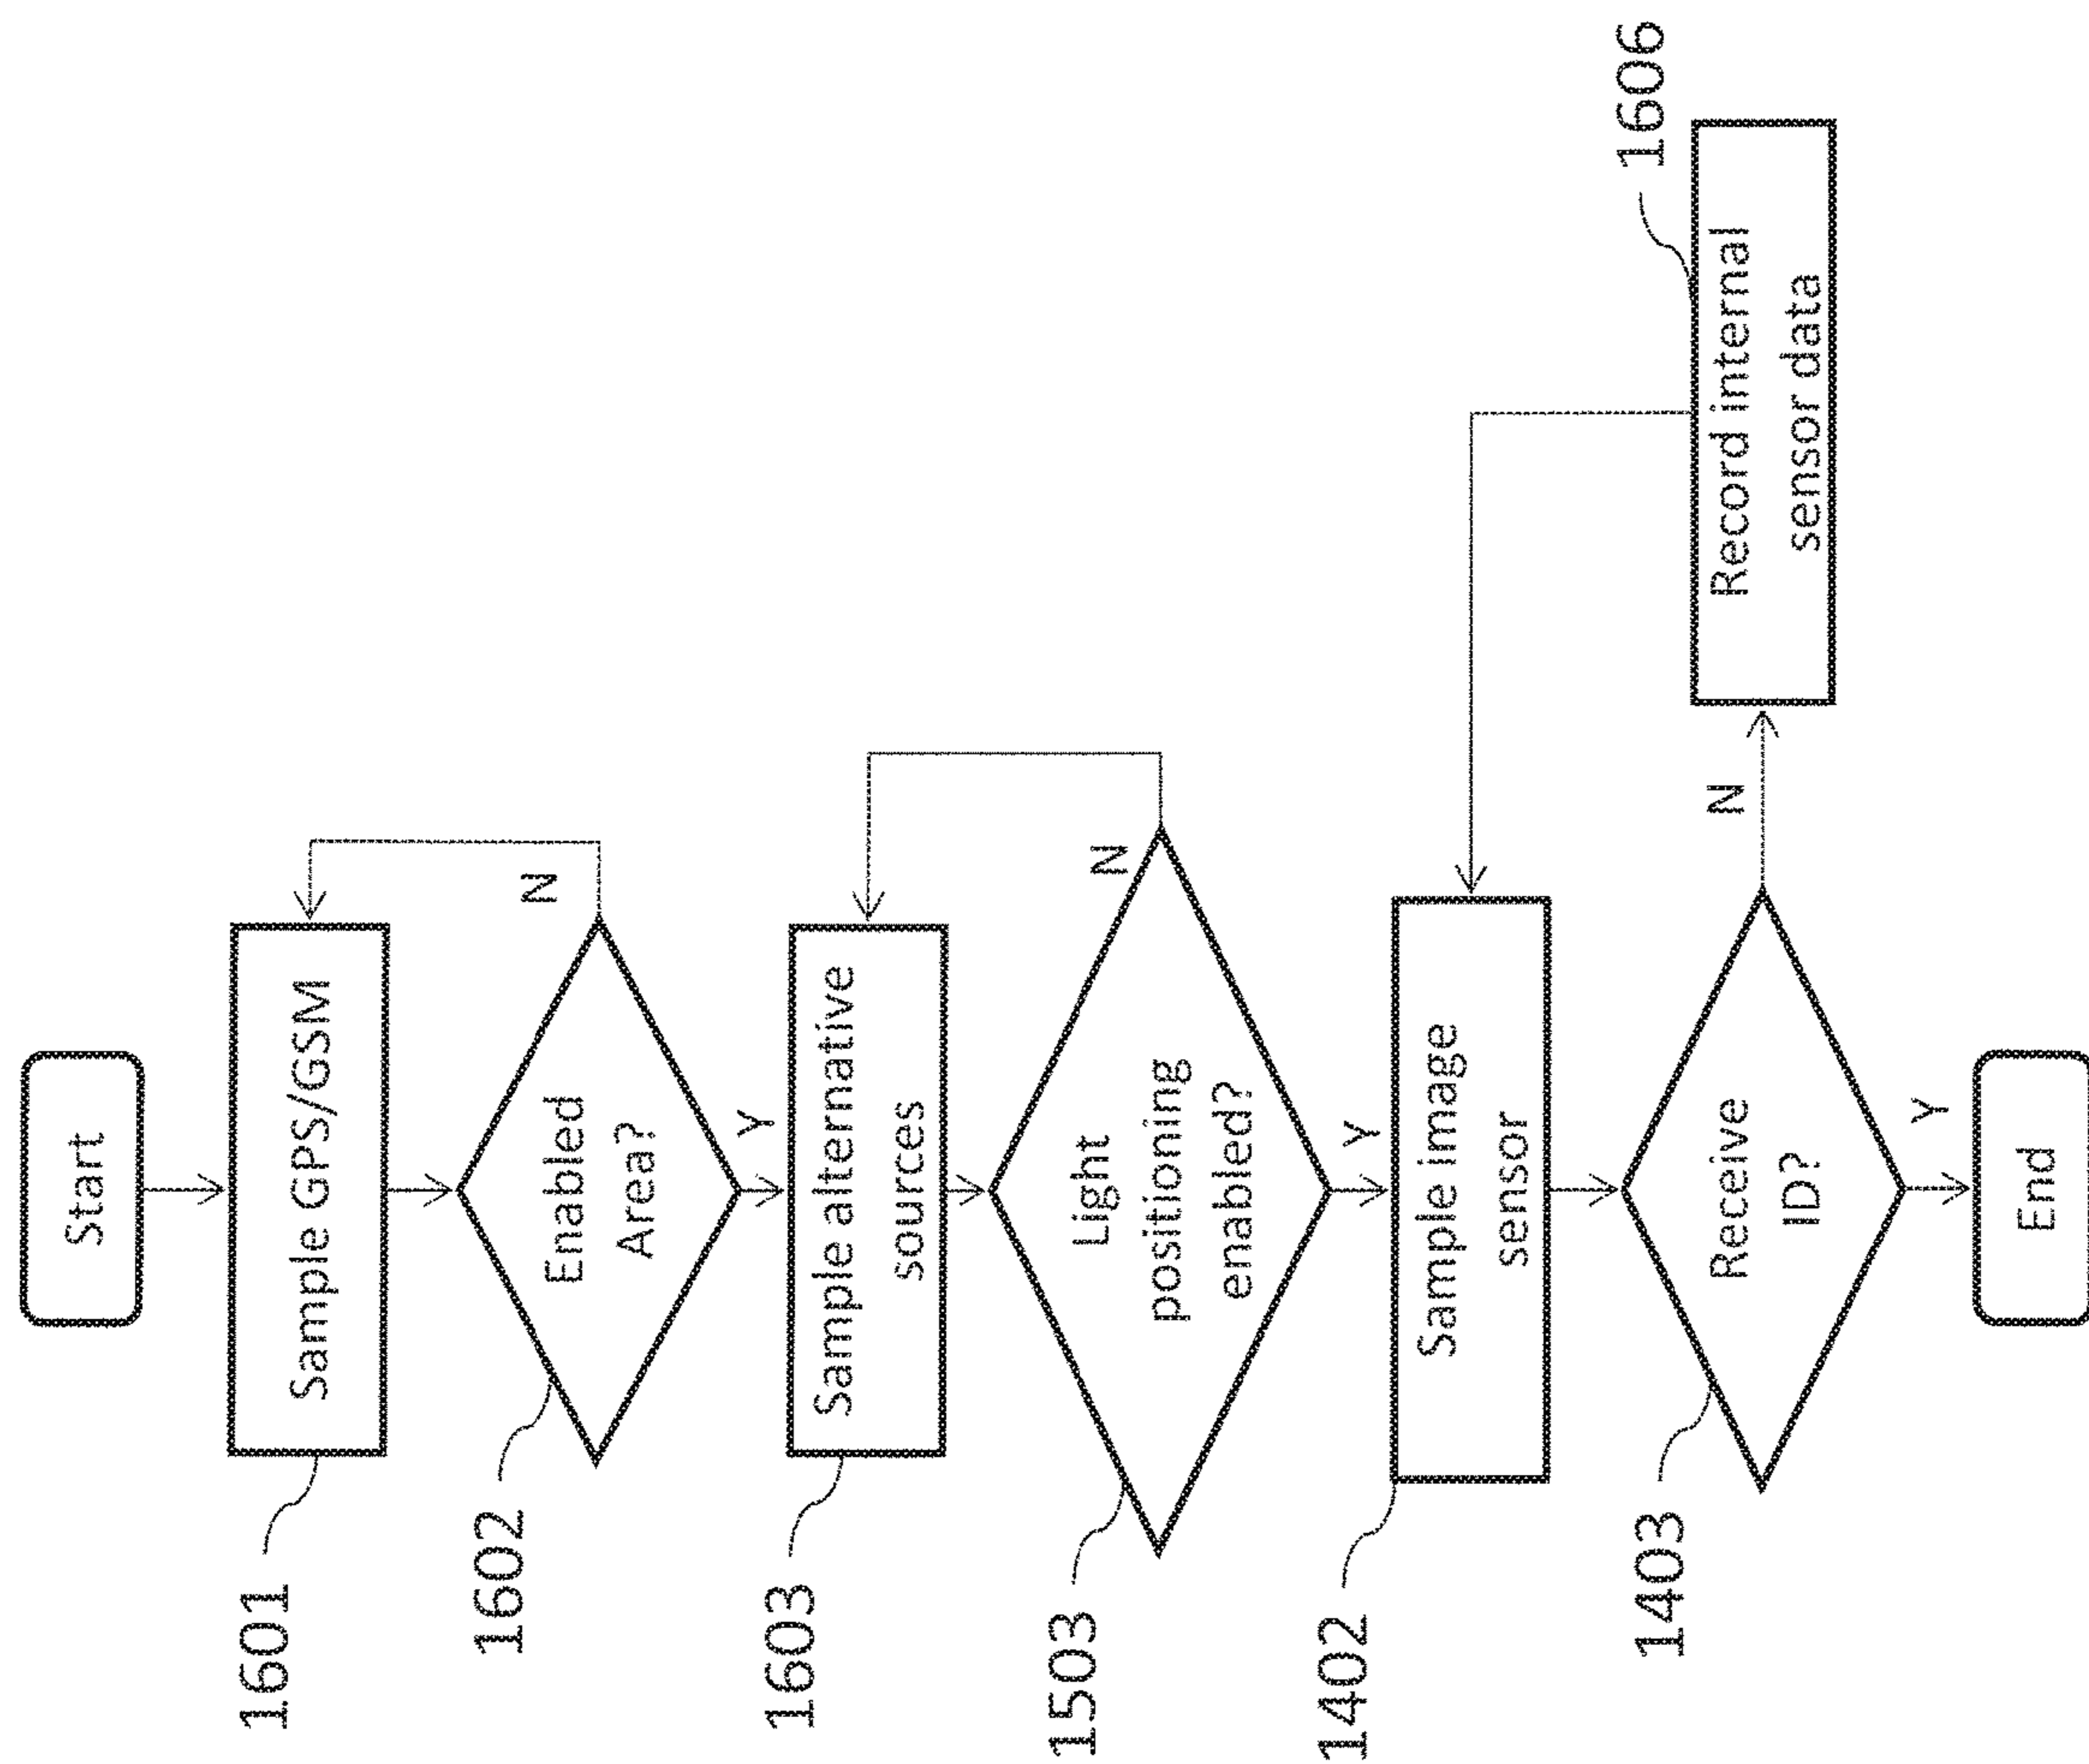 Start
1601
Sample GPS/GSM
1602
Enabled
Area?
N
Y
1603
Sample alternative
sources
1503
Light
positioning
enabled?
N
Y
1402
Sample image
sensor
1403
Receive
ID?
N
Y
1606
Record internal
sensor data
End